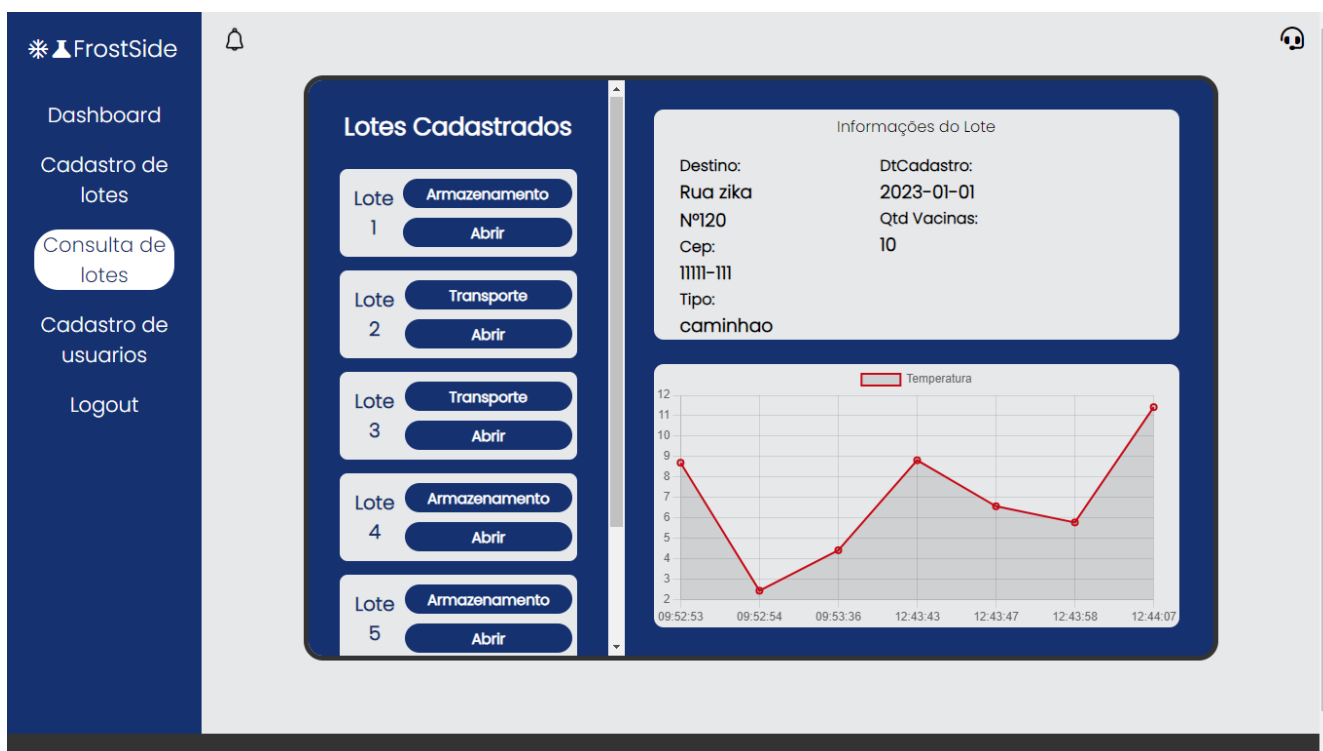 FrostSide
Dashboard
Cadastro de
lotes
Consulta de
lotes
Cadastro de
usuarios
Logout
Lotes Cadastrados
Lote
1
Armazenamento
Abrir
Lote
2
Transporte
Abrir
Lote
3
Transporte
Abrir
Lote
4
Armazenamento
Abrir
Lote
5
Armazenamento
Abrir
Informações do Lote
Destino:
Rua zika
Nº120
Cep:
11111-111
Tipo:
caminhao
DtCadastro:
2023-01-01
Qtd Vacinas:
10
Temperatura
12
11
10
9
8
7
6
5
4
3
2
09:52:53 09:52:54 09:53:36 12:43:43 12:43:47 12:43:58 12:44:07